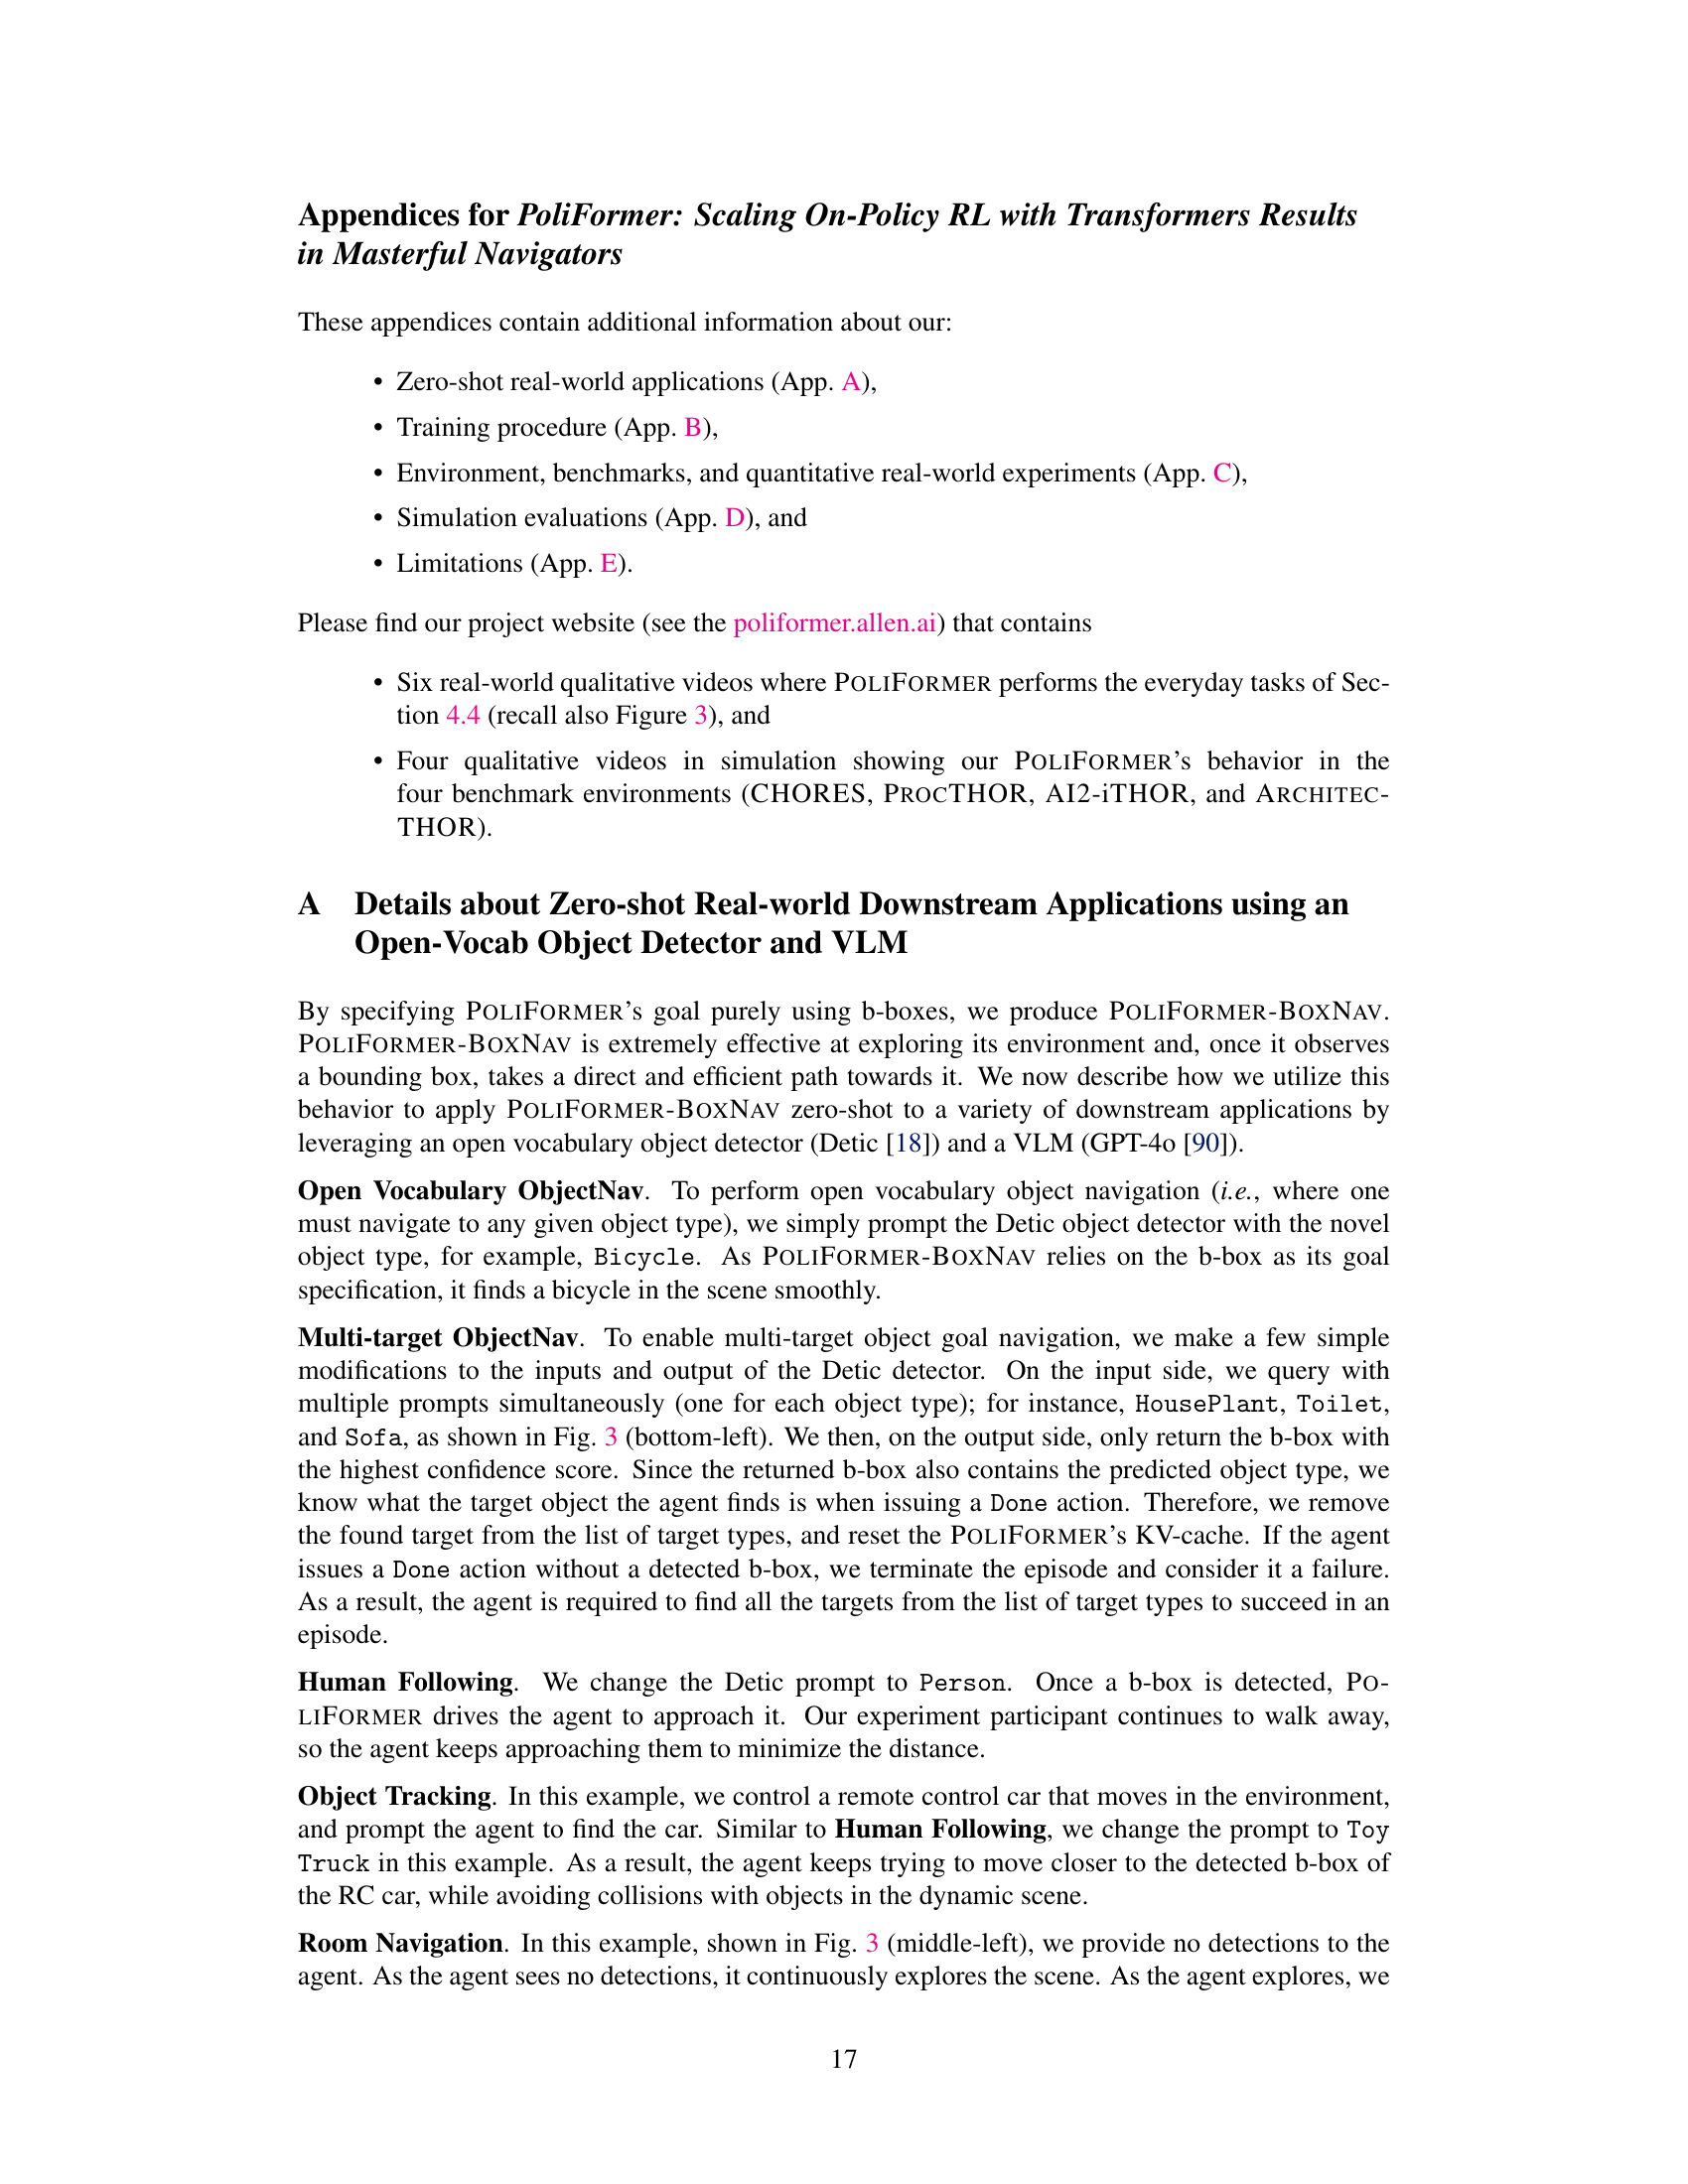 Appendices for PoliFormer: Scaling On-Policy RL with Transformers Results
in Masterful Navigators
These appendices contain additional information about our:
• Zero-shot real-world applications (App. A),
• Training procedure (App. B),
• Environment, benchmarks, and quantitative real-world experiments (App. C),
• Simulation evaluations (App. D), and
• Limitations (App. E).
Please find our project website (see the poliformer.allen.ai) that contains
• Six real-world qualitative videos where POLIFORMER performs the everyday tasks of Sec-
tion 4.4 (recall also Figure 3), and
• Four qualitative videos in simulation showing our POLIFORMER's behavior in the
four benchmark environments (CHORES, PROCTHOR, AI2-iTHOR, and ARCHITEC-
THOR).
A Details about Zero-shot Real-world Downstream Applications using an
Open-Vocab Object Detector and VLM
By specifying POLIFORMER's goal purely using b-boxes, we produce POLIFORMER-BOXNAV.
POLIFORMER-BOXNAV is extremely effective at exploring its environment and, once it observes
a bounding box, takes a direct and efficient path towards it. We now describe how we utilize this
behavior to apply POLIFORMER-BOXNAV zero-shot to a variety of downstream applications by
leveraging an open vocabulary object detector (Detic [18]) and a VLM (GPT-4o [90]).
Open Vocabulary ObjectNav. To perform open vocabulary object navigation (i.e., where one
must navigate to any given object type), we simply prompt the Detic object detector with the novel
object type, for example, Bicycle. As POLIFORMER-BOXNAV relies on the b-box as its goal
specification, it finds a bicycle in the scene smoothly.
Multi-target ObjectNav. To enable multi-target object goal navigation, we make a few simple
modifications to the inputs and output of the Detic detector. On the input side, we query with
multiple prompts simultaneously (one for each object type); for instance, HousePlant, Toilet,
and Sofa, as shown in Fig. 3 (bottom-left). We then, on the output side, only return the b-box with
the highest confidence score. Since the returned b-box also contains the predicted object type, we
know what the target object the agent finds is when issuing a Done action. Therefore, we remove
the found target from the list of target types, and reset the POLIFORMER's KV-cache. If the agent
issues a Done action without a detected b-box, we terminate the episode and consider it a failure.
As a result, the agent is required to find all the targets from the list of target types to succeed in an
episode.
Human Following. We change the Detic prompt to Person. Once a b-box is detected, PO-
LIFORMER drives the agent to approach it. Our experiment participant continues to walk away,
so the agent keeps approaching them to minimize the distance.
Object Tracking. In this example, we control a remote control car that moves in the environment,
and prompt the agent to find the car. Similar to Human Following, we change the prompt to Toy
Truck in this example. As a result, the agent keeps trying to move closer to the detected b-box of
the RC car, while avoiding collisions with objects in the dynamic scene.
Room Navigation. In this example, shown in Fig. 3 (middle-left), we provide no detections to the
agent. As the agent sees no detections, it continuously explores the scene. As the agent explores, we
17